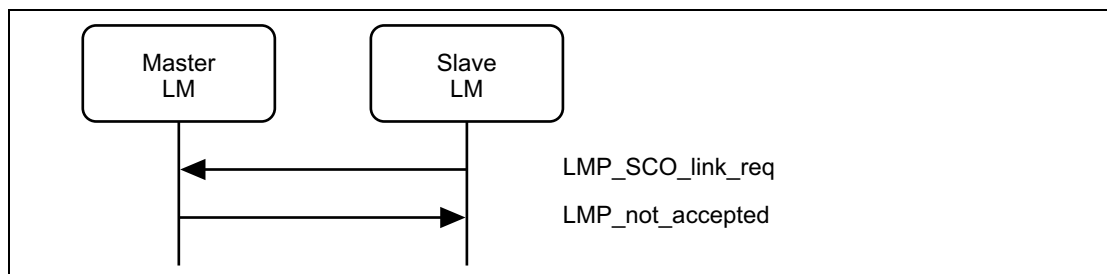 Master
LM
Slave
LM
LMP_SCO_link_req
LMP_not_accepted